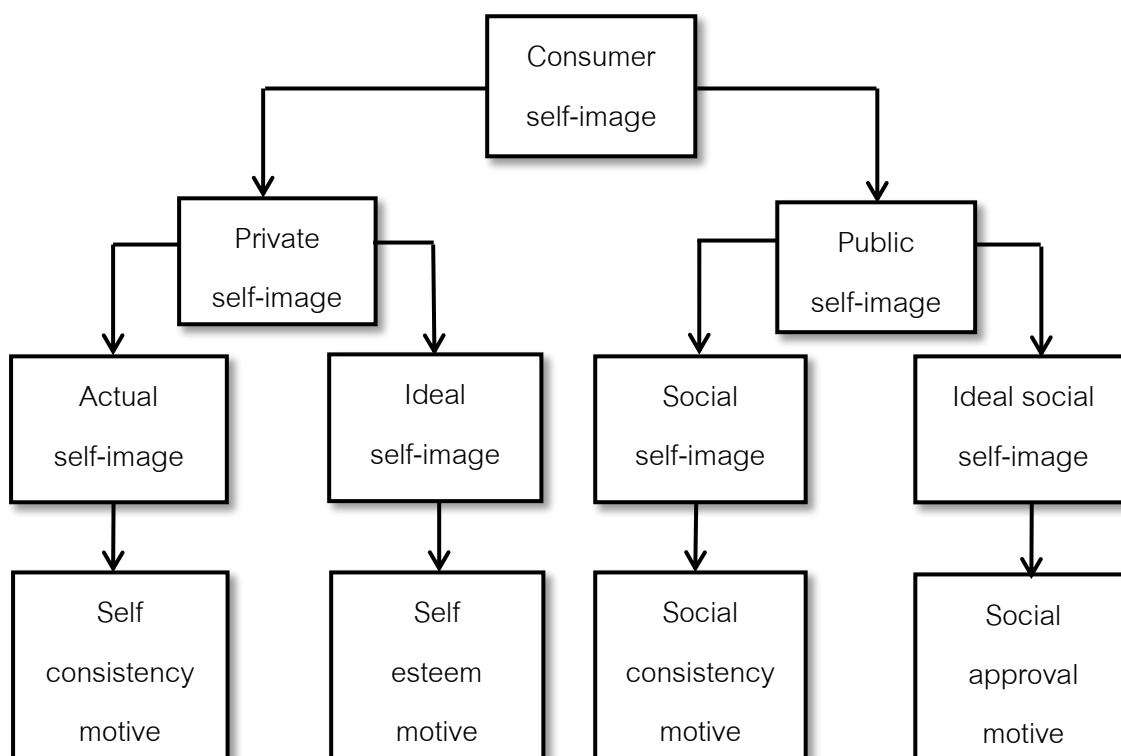 Consumer
self-image
Private
self-image
Public
self-image
Actual
self-image
Ideal
self-image
Social
self-image
Ideal social
self-image
Self
consistency
motive
Self
esteem
motive
Social
consistency
motive
Social
approval
motive